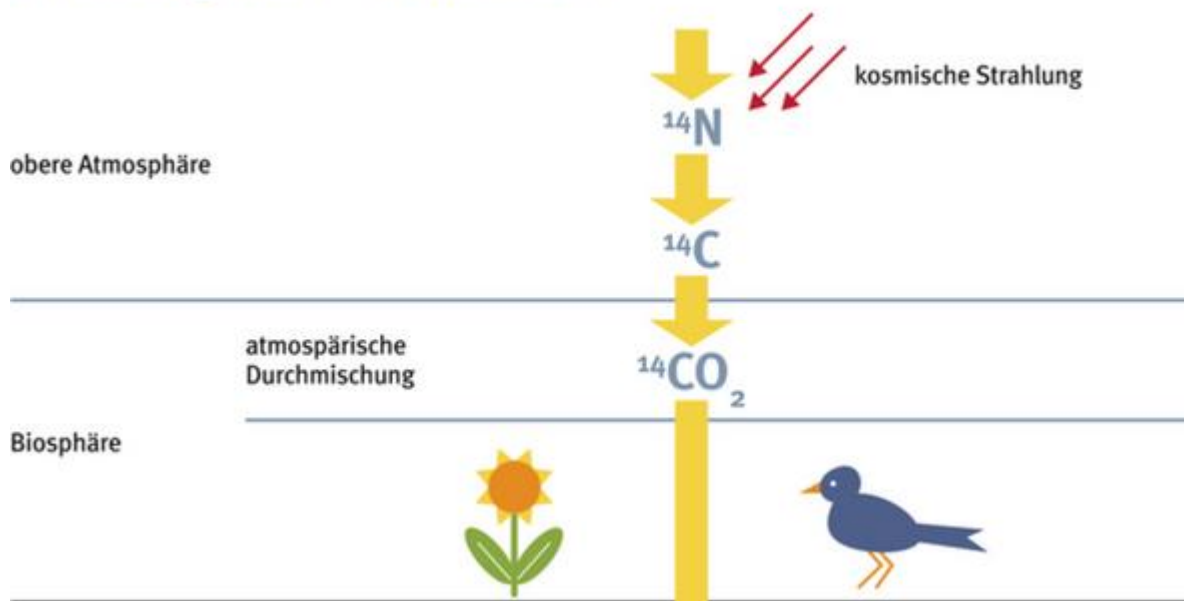 kosmische Strahlung
¹⁴N
obere Atmosphäre
¹⁴C
atmospärische
Durchmischung
¹⁴CO₂
Biosphäre